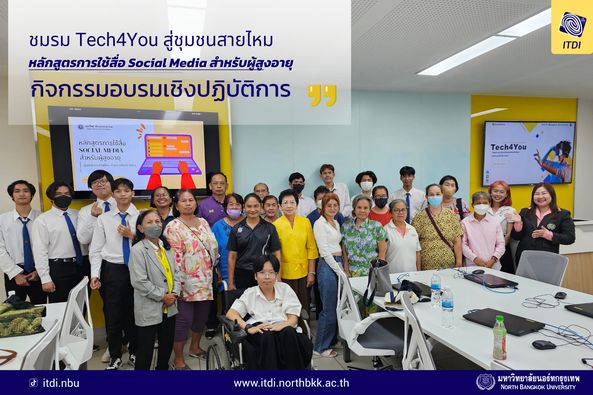 ชมรม Tech4You สู่ชุมชนสายไหม
หลักสูตรการใช้สื่อ Social Media สำหรับผู้สูงอายุ
กิจกรรมอบรมเชิงปฏิบัติการ
ITDI
หลักสูตรการใช้สื่อ
SOCIAL MEDIA
สำหรับผู้สูงอายุ
Tech4You
itdi.nbu
www.itdi.northbkk.ac.th
มหาวิทยาลัยนอร์ทกรุงเทพ
NORTH BANGKOK UNIVERSITY